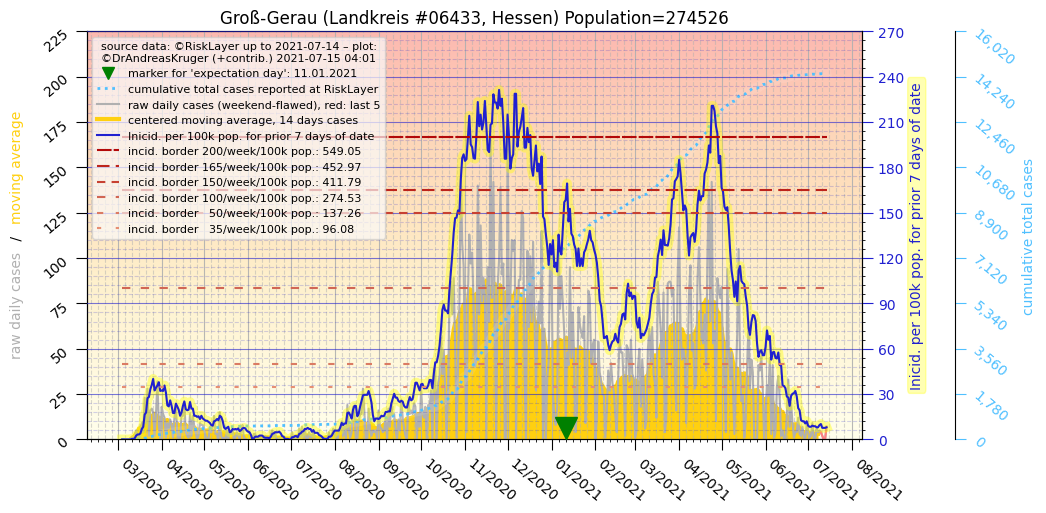 Groß-Gerau (Landkreis #06433, Hessen) Population=274526
source data: ©RiskLayer up to 2021-07-14 – plot:
©DrAndreasKruger (+contrib.) 2021-07-15 04:01
marker for 'expectation day': 11.01.2021
cumulative total cases reported at RiskLayer
raw daily cases (weekend-flawed), red: last 5
centered moving average, 14 days cases
Inicid. per 100k pop. for prior 7 days of date
incid. border 200/week/100k pop.: 549.05
incid. border 165/week/100k pop.: 452.97
incid. border 150/week/100k pop.: 411.79
incid. border 100/week/100k pop.: 274.53
incid. border 50/week/100k pop.: 137.26
incid. border 35/week/100k pop.: 96.08
raw daily cases / moving average
225
200
175
150
125
100
75
50
25
0
270
240
210
180
150
120
90
60
30
0
Inicid. per 100k pop. for prior 7 days of date
16,020
14,240
12,460
10,680
8,900
7,120
5,340
3,560
1,780
0
cumulative total cases
03/2020
04/2020
05/2020
06/2020
07/2020
08/2020
09/2020
10/2020
11/2020
12/2020
01/2021
02/2021
03/2021
04/2021
05/2021
06/2021
07/2021
08/2021